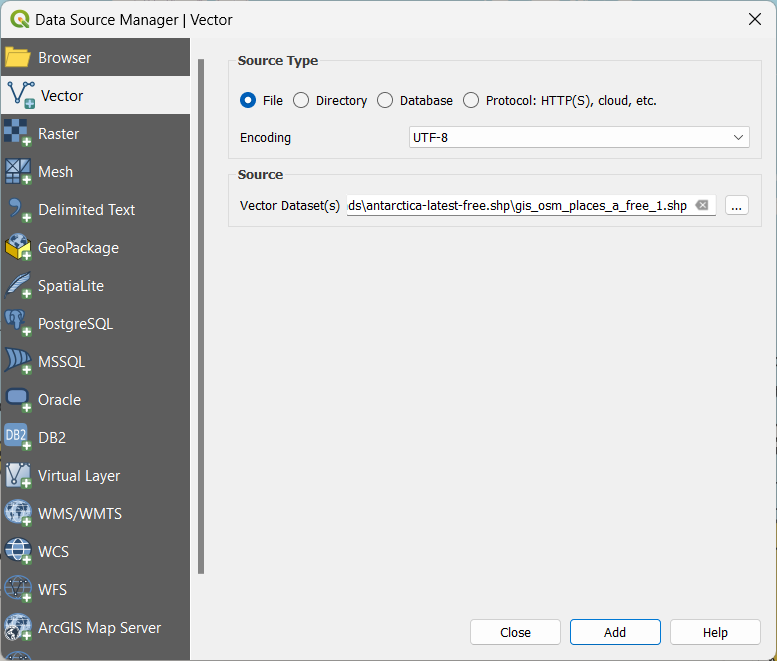 Data Source Manager | Vector
Browser
Vector
Raster
Mesh
Delimited Text
GeoPackage
SpatiaLite
PostgreSQL
MSSQL
Oracle
DB2 DB2
Virtual Layer
WMS/WMTS
WCS
WFS
ArcGIS Map Server
Source Type
File Directory Database Protocol: HTTP(S), cloud, etc.
Encoding UTF-8
Source
Vector Dataset(s) ds\antarctica-latest-free.shp\gis_osm_places_a_free_1.shp ...
Close Add Help